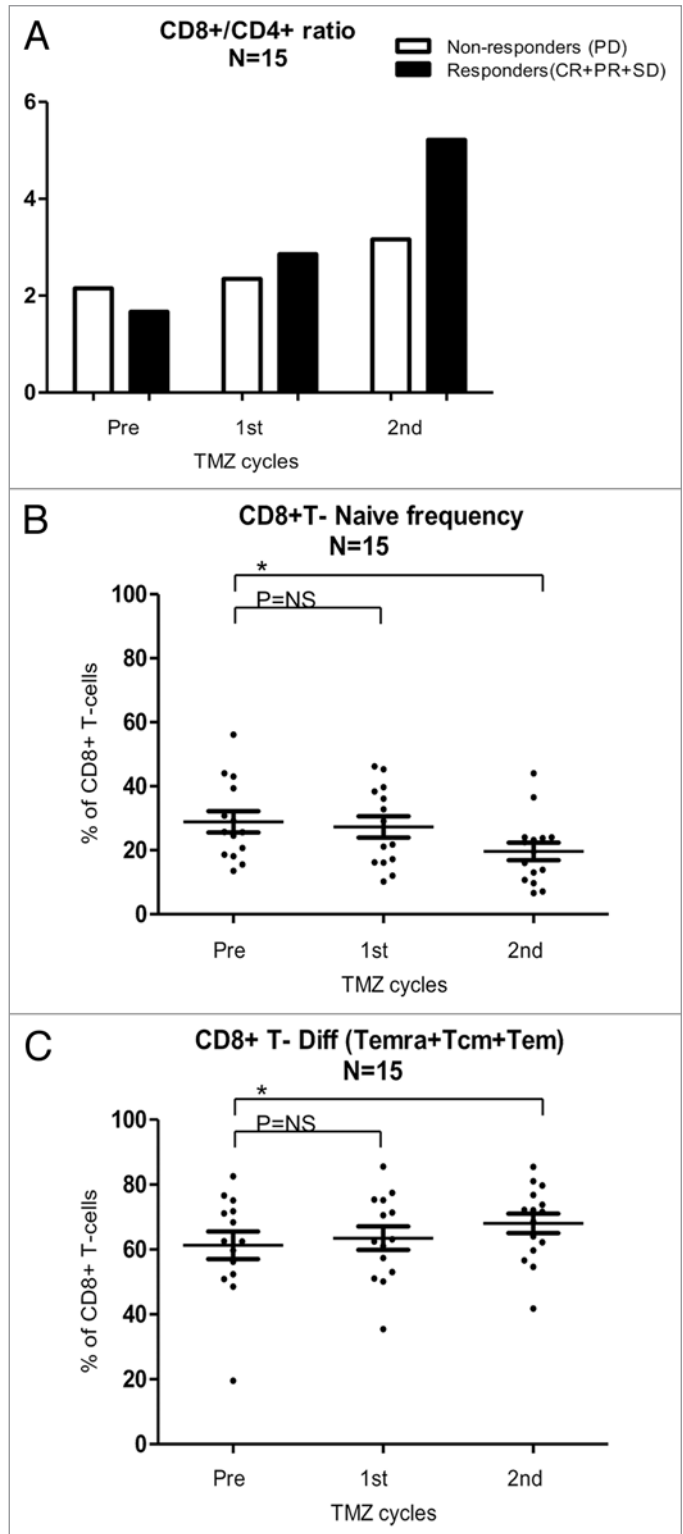 A
CD8+/CD4+ ratio
N=15
Non-responders (PD)
Responders(CR+PR+SD)
6
4
2
0
Pre
1st
2nd
TMZ cycles
B
CD8+T- Naive frequency
N=15
*
P=NS
100
80
60
40
20
0
% of CD8+ T-cells
Pre
1st
2nd
TMZ cycles
C
CD8+ T- Diff (Temra+Tcm+Tem)
N=15
*
P=NS
100
80
60
40
20
0
% of CD8+ T-cells
Pre
1st
2nd
TMZ cycles